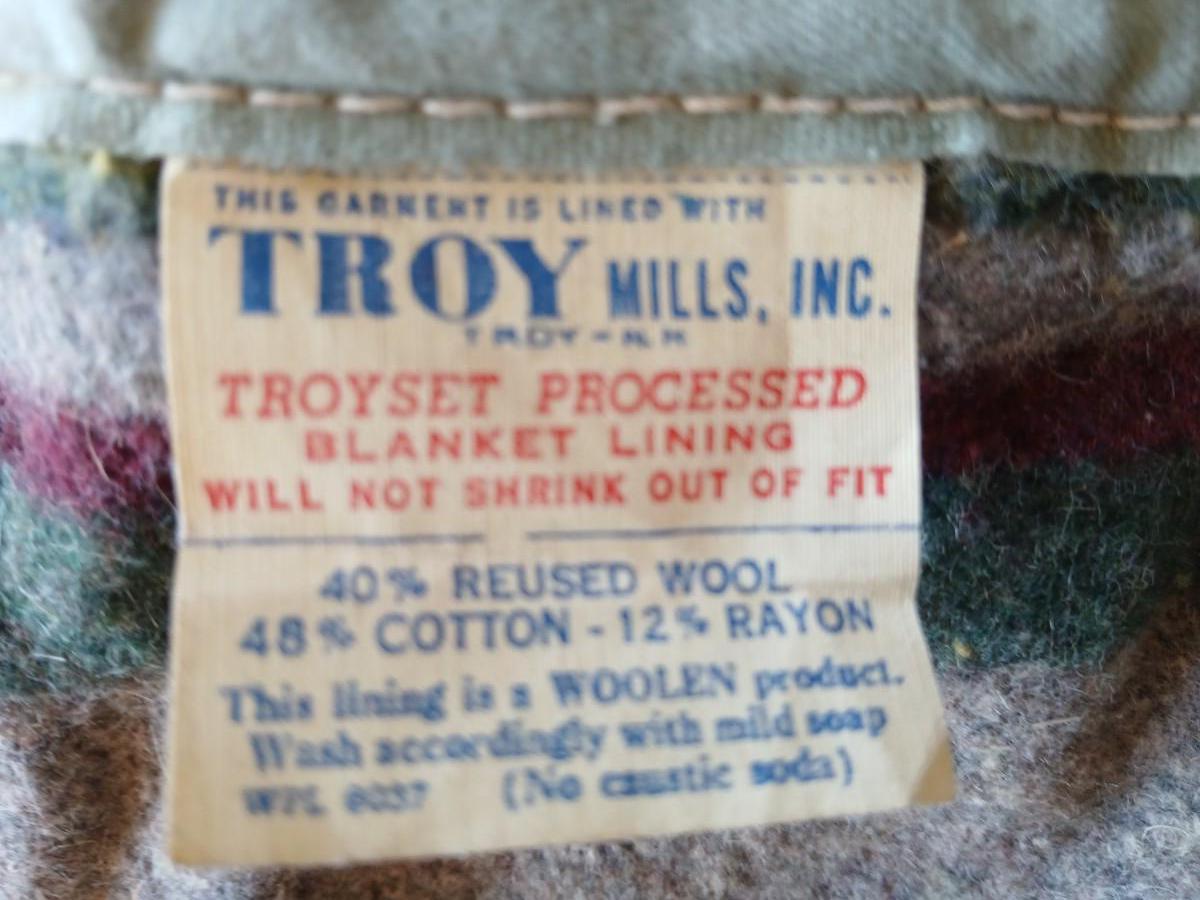 THIS GARMENT IS LINED WITH
TROY MILLS, INC.
TROY - N.H.
TROYSET PROCESSED
BLANKET LINING
WILL NOT SHRINK OUT OF FIT
40% REUSED WOOL
48% COTTON - 12% RAYON
This lining is a WOOLEN product.
Wash accordingly with mild soap
WPL (No caustic soda)